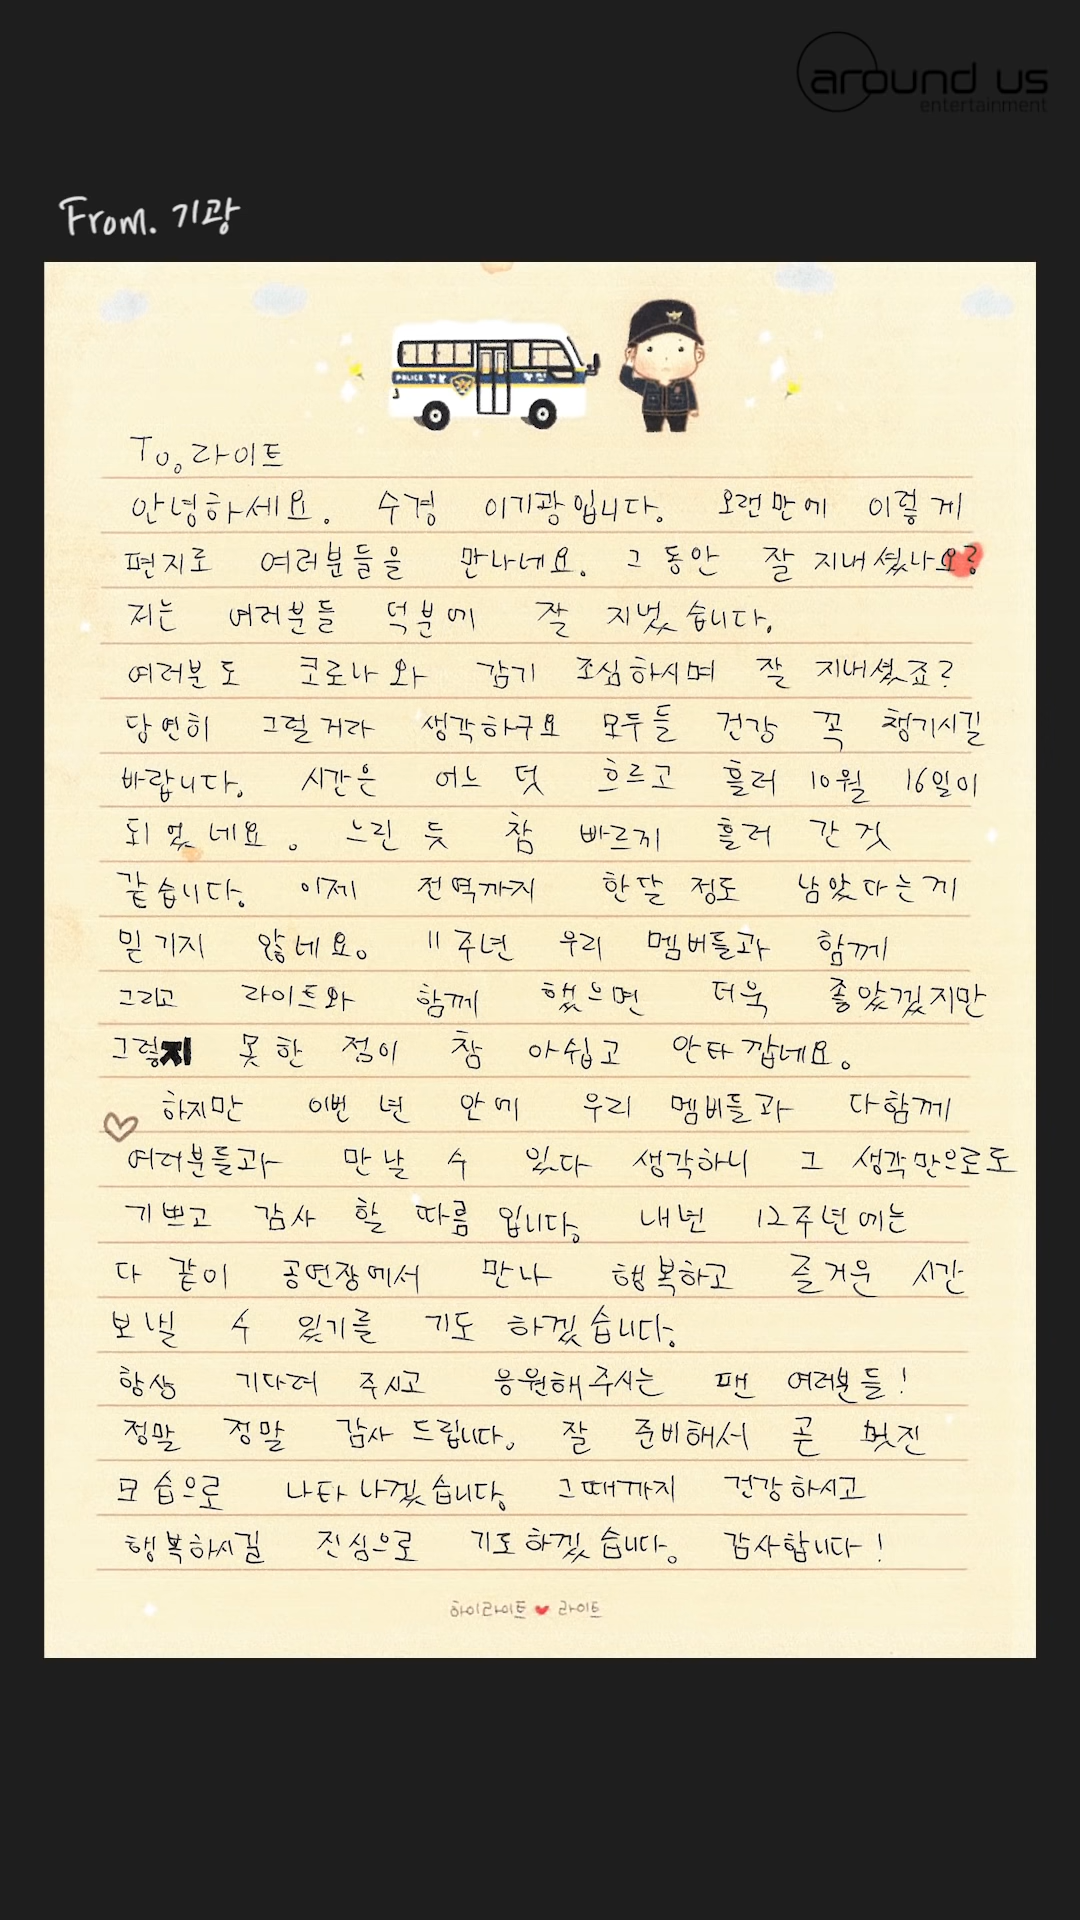 around us
entertainment
From. 기광
POLICE
To. 라이트
안녕하세요. 수경 이기광입니다. 오랜만에 이렇게
편지로 여러분들을 만나네요. 그 동안 잘 지내셨나요?
저는 여러분들 덕분에 잘 지냈습니다.
여러분도 코로나와 감기 조심하시며 잘 지내셨죠?
당연히 그럴거라 생각하구요 모두들 건강 꼭 챙기시길
바랍니다. 시간은 어느 덧 흐르고 흘러 10월 16일이
되었네요. 느린 듯 참 빠르게 흘러 간 것
같습니다. 이제 전역까지 한달 정도 남았다는게
믿기지 않네요. 11주년 우리 멤버들과 함께
그리고 라이트와 함께 했으면 더욱 좋았겠지만
그렇지 못한 점이 참 아쉽고 안타깝네요.
하지만 이번 년 안에 우리 멤버들과 다함께
여러분들과 만날 수 있다 생각하니 그 생각만으로도
기쁘고 감사 할 따름 입니다. 내년 12주년에는
다 같이 공연장에서 만나 행복하고 즐거운 시간
보낼 수 있기를 기도 하겠습니다.
항상 기다려 주시고 응원해주시는 팬 여러분들!
정말 정말 감사 드립니다. 잘 준비해서 곧 멋진
모습으로 나타나겠습니다. 그때까지 건강하시고
행복하시길 진심으로 기도하겠습니다. 감사합니다!
하이라이트 ♥ 라이트